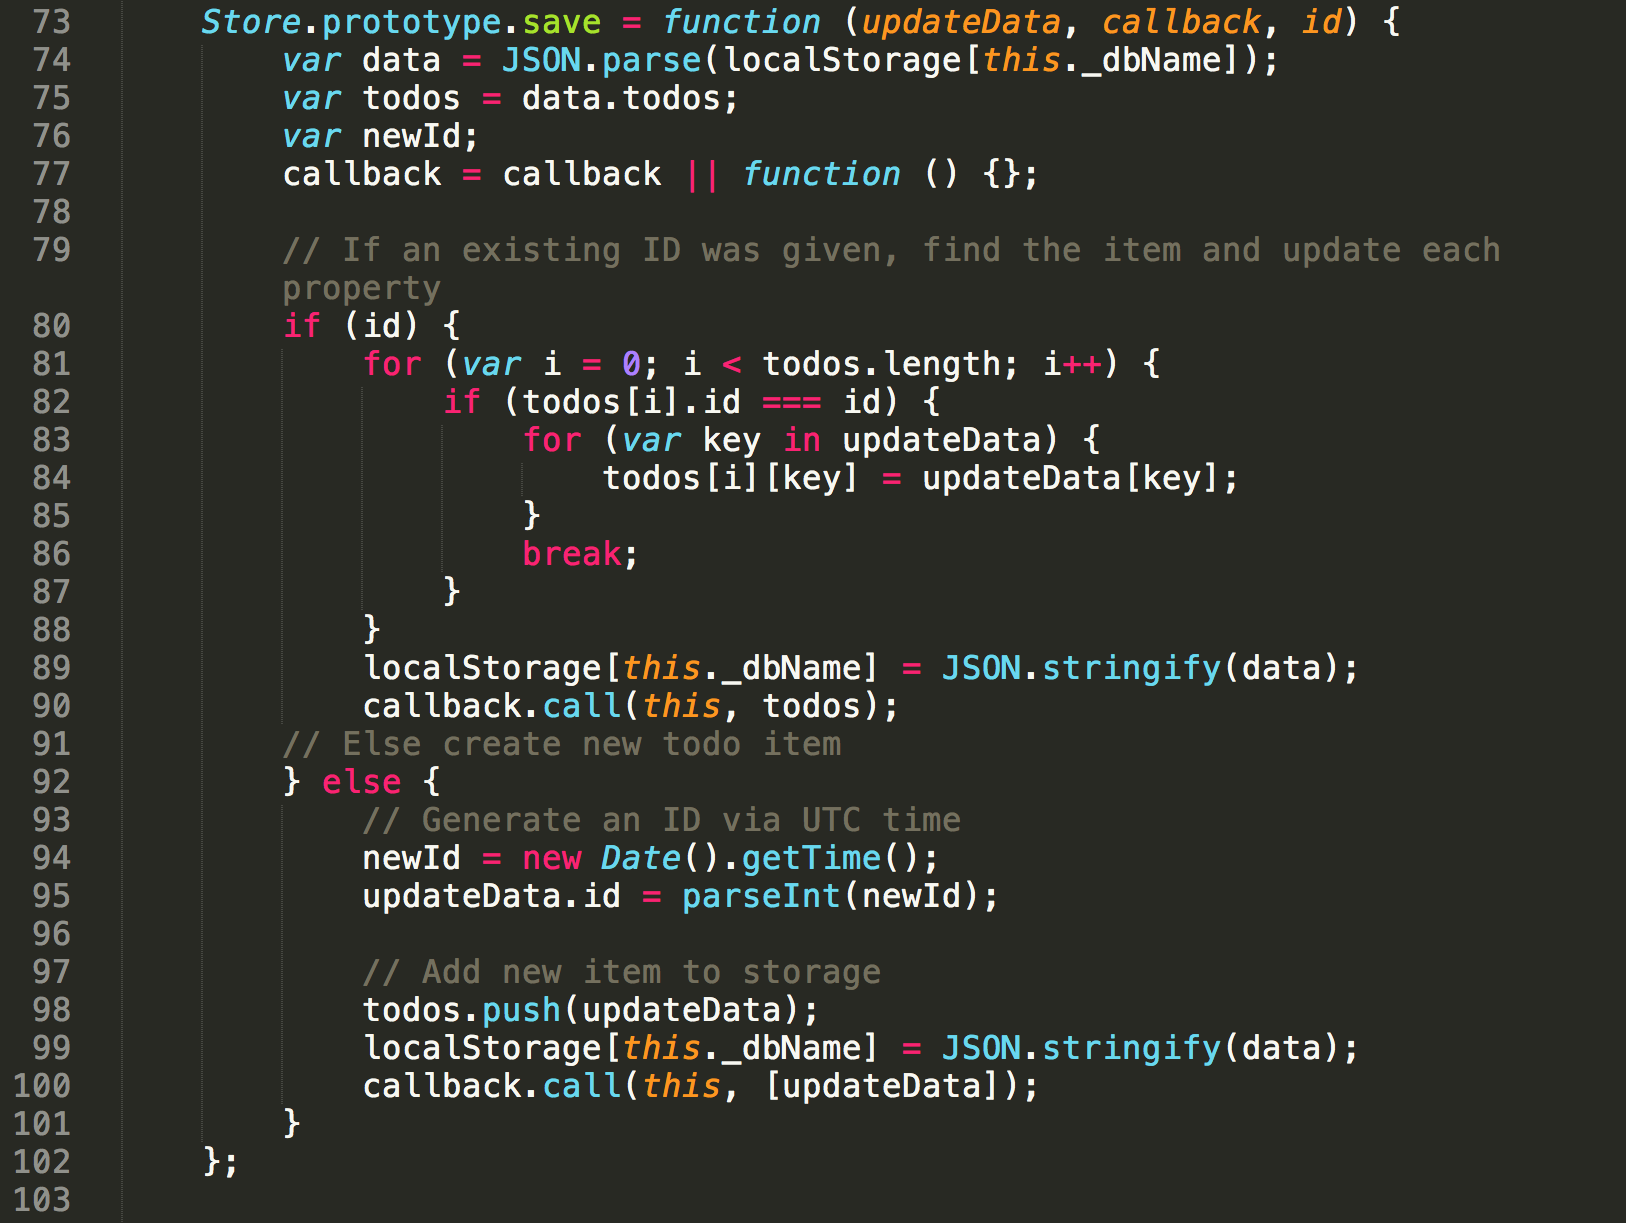 73 Store.prototype.save = function (updateData, callback, id) {
74 var data = JSON.parse(localStorage[this._dbName]);
75 var todos = data.todos;
76 var newId;
77 callback = callback || function () {};
78
79 // If an existing ID was given, find the item and update each
property
80 if (id) {
81 for (var i = 0; i < todos.length; i++) {
82 if (todos[i].id === id) {
83 for (var key in updateData) {
84 todos[i][key] = updateData[key];
85 }
86 break;
87 }
88 }
89 localStorage[this._dbName] = JSON.stringify(data);
90 callback.call(this, todos);
91 // Else create new todo item
92 } else {
93 // Generate an ID via UTC time
94 newId = new Date().getTime();
95 updateData.id = parseInt(newId);
96
97 // Add new item to storage
98 todos.push(updateData);
99 localStorage[this._dbName] = JSON.stringify(data);
100 callback.call(this, [updateData]);
101 }
102 };
103